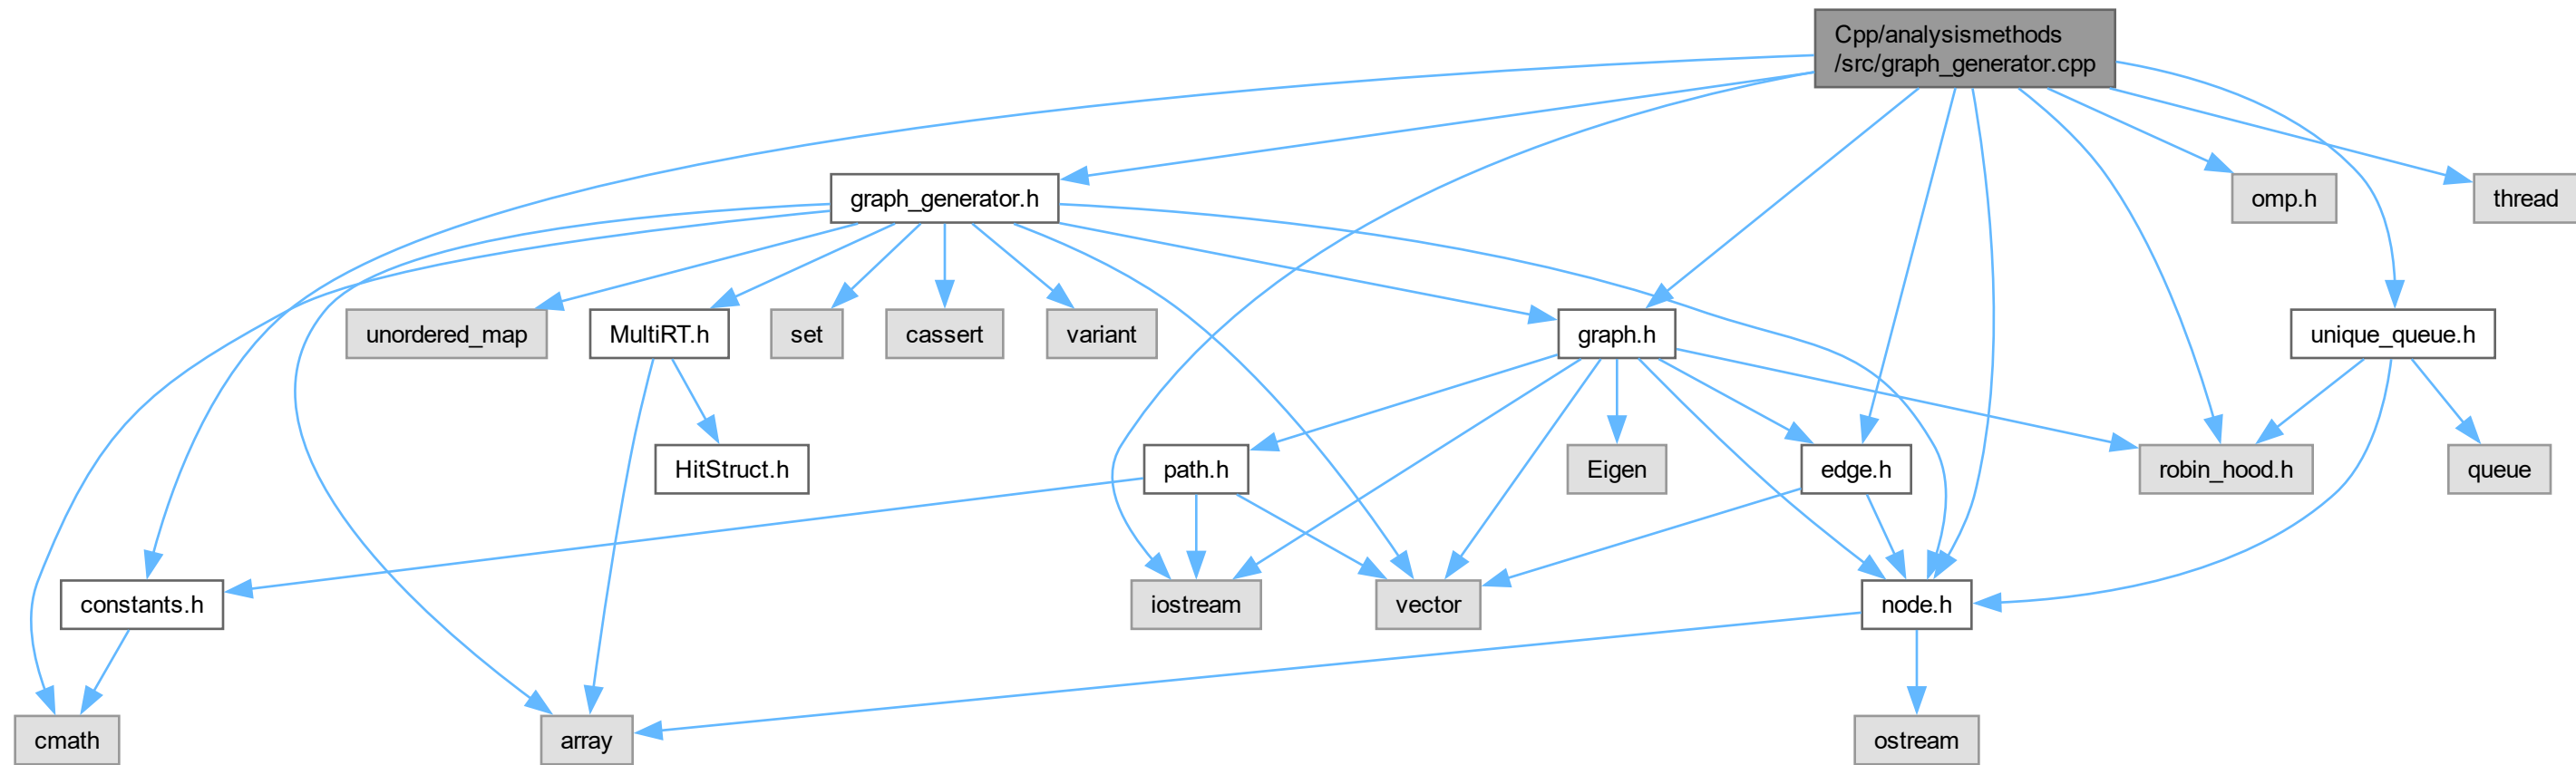 Cpp/analysismethods
/src/graph_generator.cpp
graph_generator.h
omp.h
thread
unordered_map
MultiRT.h
set
cassert
variant
graph.h
unique_queue.h
HitStruct.h
path.h
Eigen
edge.h
robin_hood.h
queue
constants.h
iostream
vector
node.h
cmath
array
ostream